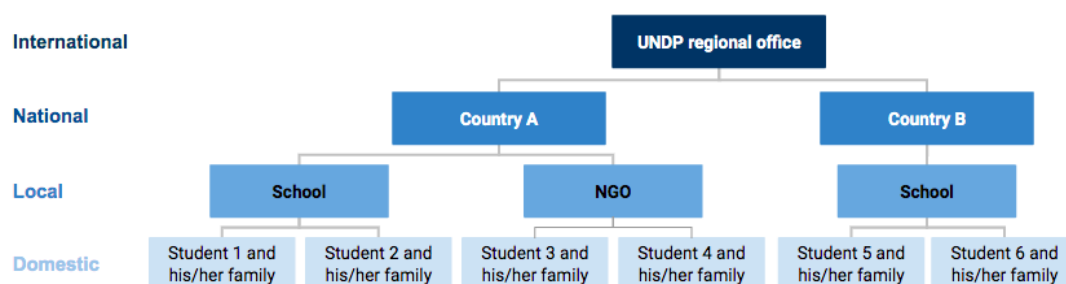 International
UNDP regional office
National
Country A
Country B
Local
School
NGO
School
Domestic
Student 1 and
his/her family
Student 2 and
his/her family
Student 3 and
his/her family
Student 4 and
his/her family
Student 5 and
his/her family
Student 6 and
his/her family